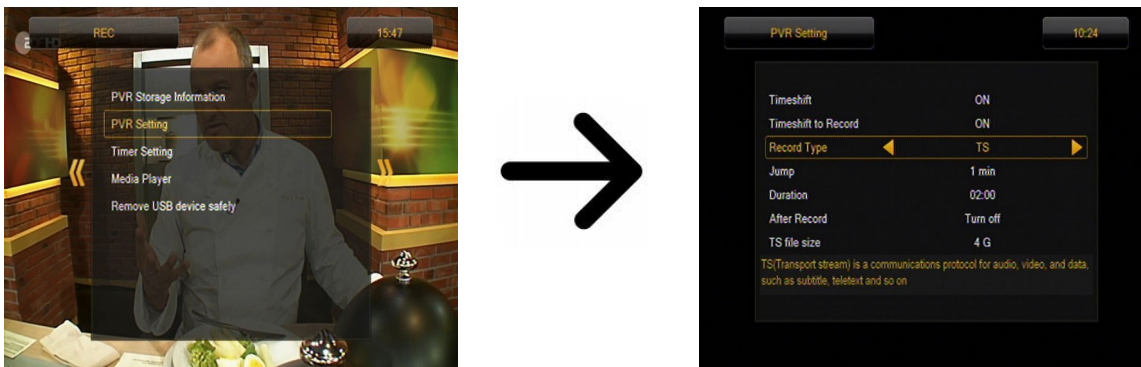 REC
15:47
PVR Storage Information
PVR Setting
Timer Setting
Media Player
Remove USB device safely
PVR Setting
10:24
Timeshift ON
Timeshift to Record ON
Record Type TS
Jump 1 min
Duration 02:00
After Record Turn off
TS file size 4 G
TS(Transport stream) is a communications protocol for audio, video, and data,
such as subtitle, teletext and so on